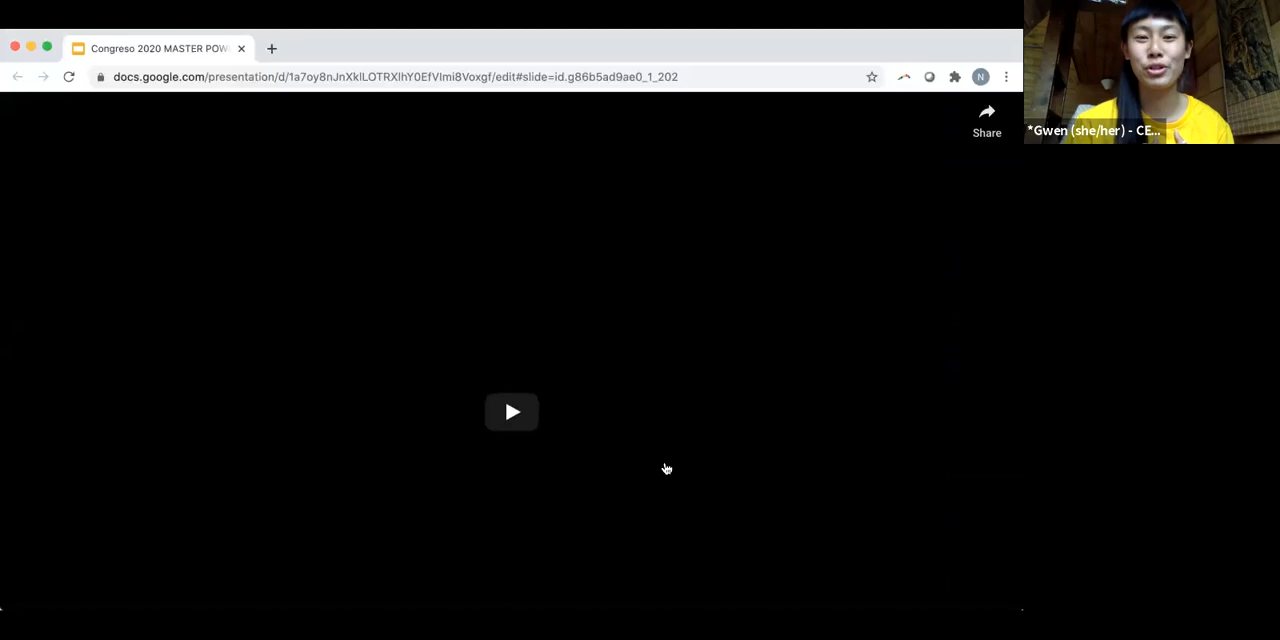 Congreso 2020 MASTER POW
docs.google.com/presentation/d/1a7oy8nJnXklLOTRXlhY0EfVlmi8Voxgf/edit#slide=id.g86b5ad9ae0_1_202
N
Share
*Gwen (she/her) - CE...